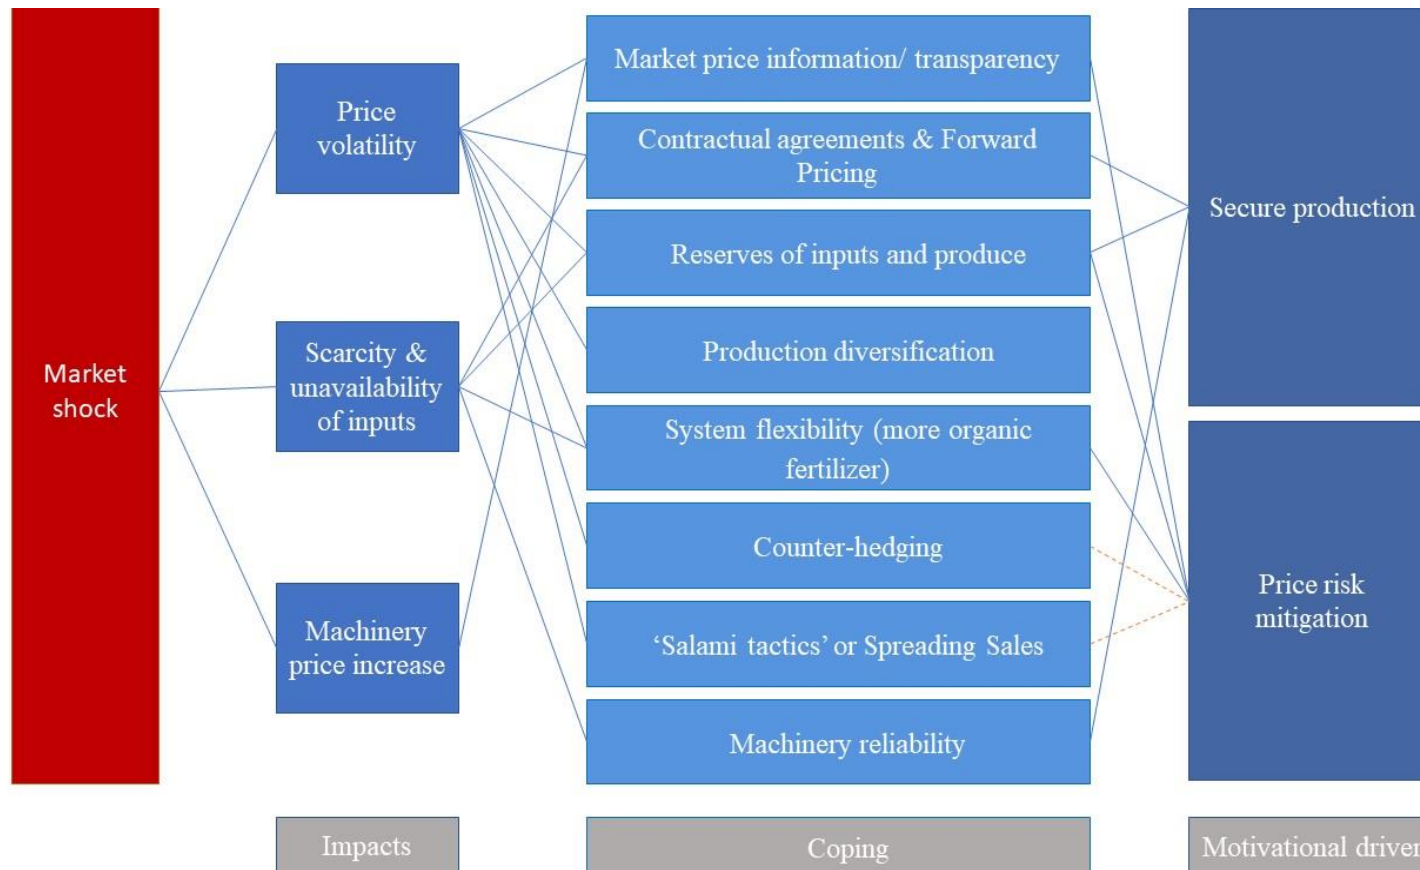 Market
shock
Price
volatility
Scarcity &
unavailability
of inputs
Machinery
price increase
Impacts
Market price information/ transparency
Contractual agreements & Forward
Pricing
Reserves of inputs and produce
Production diversification
System flexibility (more organic
fertilizer)
Counter-hedging
‘Salami tactics’ or Spreading Sales
Machinery reliability
Coping
Secure production
Price risk
mitigation
Motivational driver